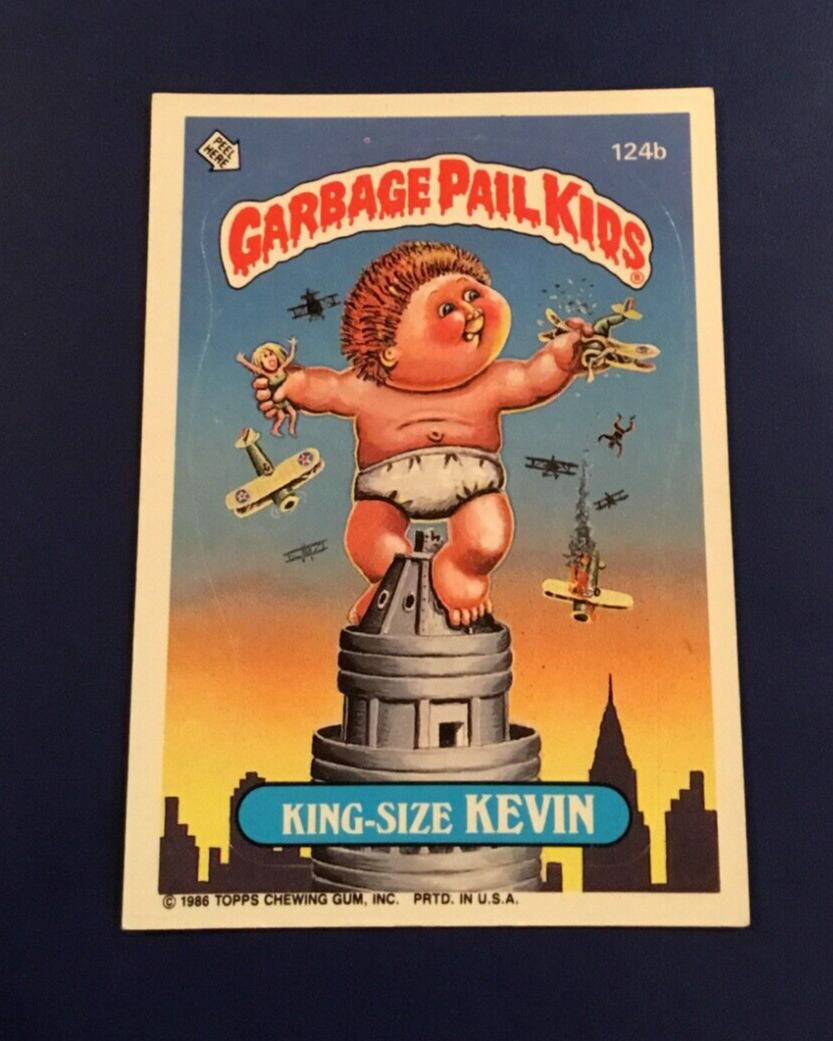 PEEL
HERE
124b
GARBAGE PAIL KIDS®
KING-SIZE KEVIN
© 1986 TOPPS CHEWING GUM, INC. PRTD. IN U.S.A.